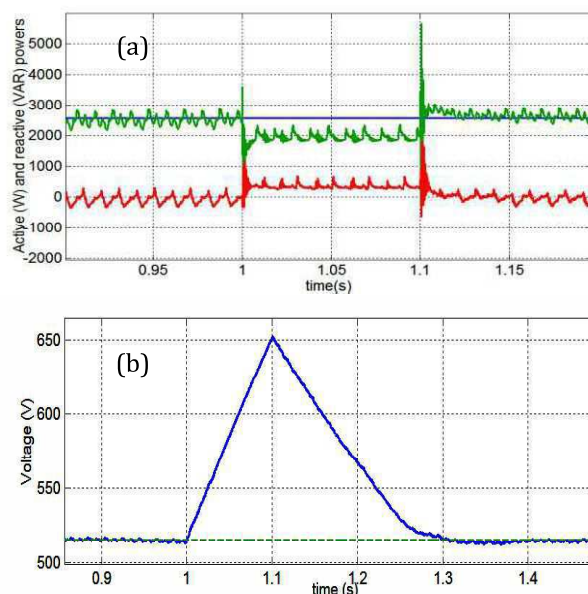 (a)
Active (W) and reactive (VAR) powers
5000
4000
3000
2000
1000
0
-1000
-2000
0.95 1 1.05 1.1 1.15
time(s)
(b)
Voltage (V)
650
600
550
500
0.9 1 1.1 1.2 1.3 1.4
time (s)